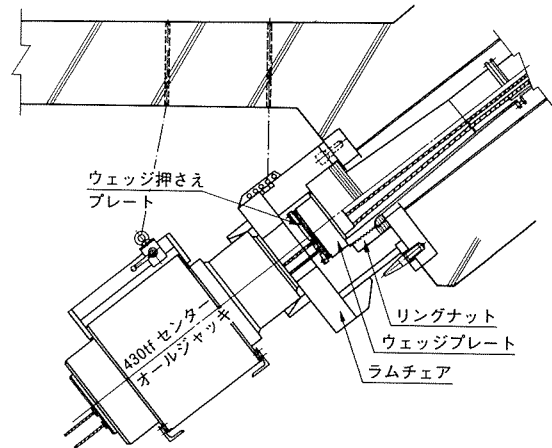 ウェッジ押さえ
プレート
430tf センター
オールジャッキ
リングナット
ウェッジプレート
ラムチェア